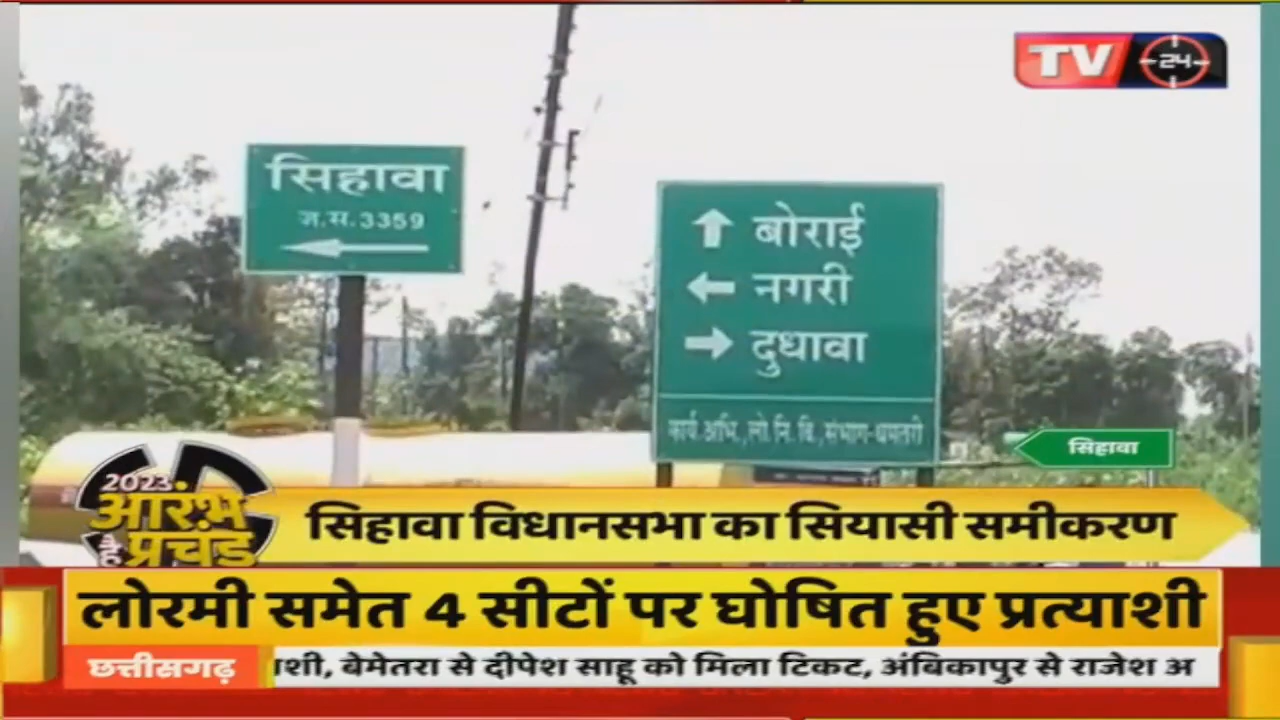 TV 24
सिहावा
ज.स.3359
बोराई
नगरी
दुधावा
कार्य.अभि.,लो.नि.वि.,संभाग-धमतरी
सिहावा
2023
आरंभ
है प्रचंड
सिहावा विधानसभा का सियासी समीकरण
लोरमी समेत 4 सीटों पर घोषित हुए प्रत्याशी
छत्तीसगढ़
शी, बेमेतरा से दीपेश साहू को मिला टिकट, अंबिकापुर से राजेश अ